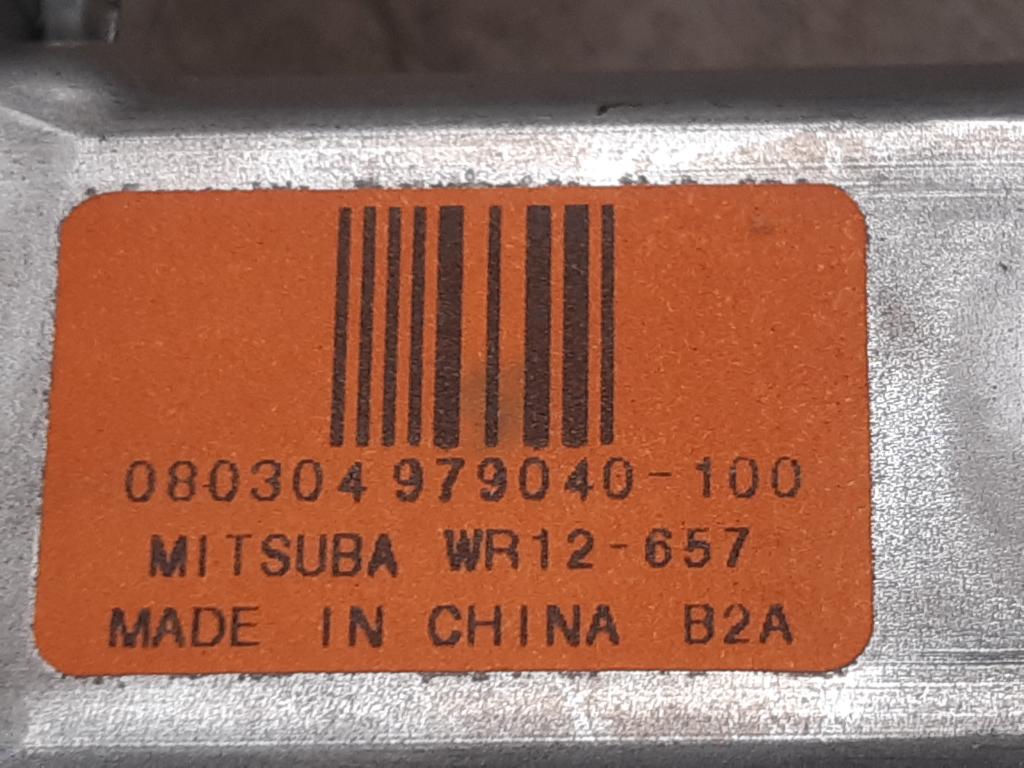 080304 979040-100
MITSUBA WR12-657
MADE IN CHINA B2A